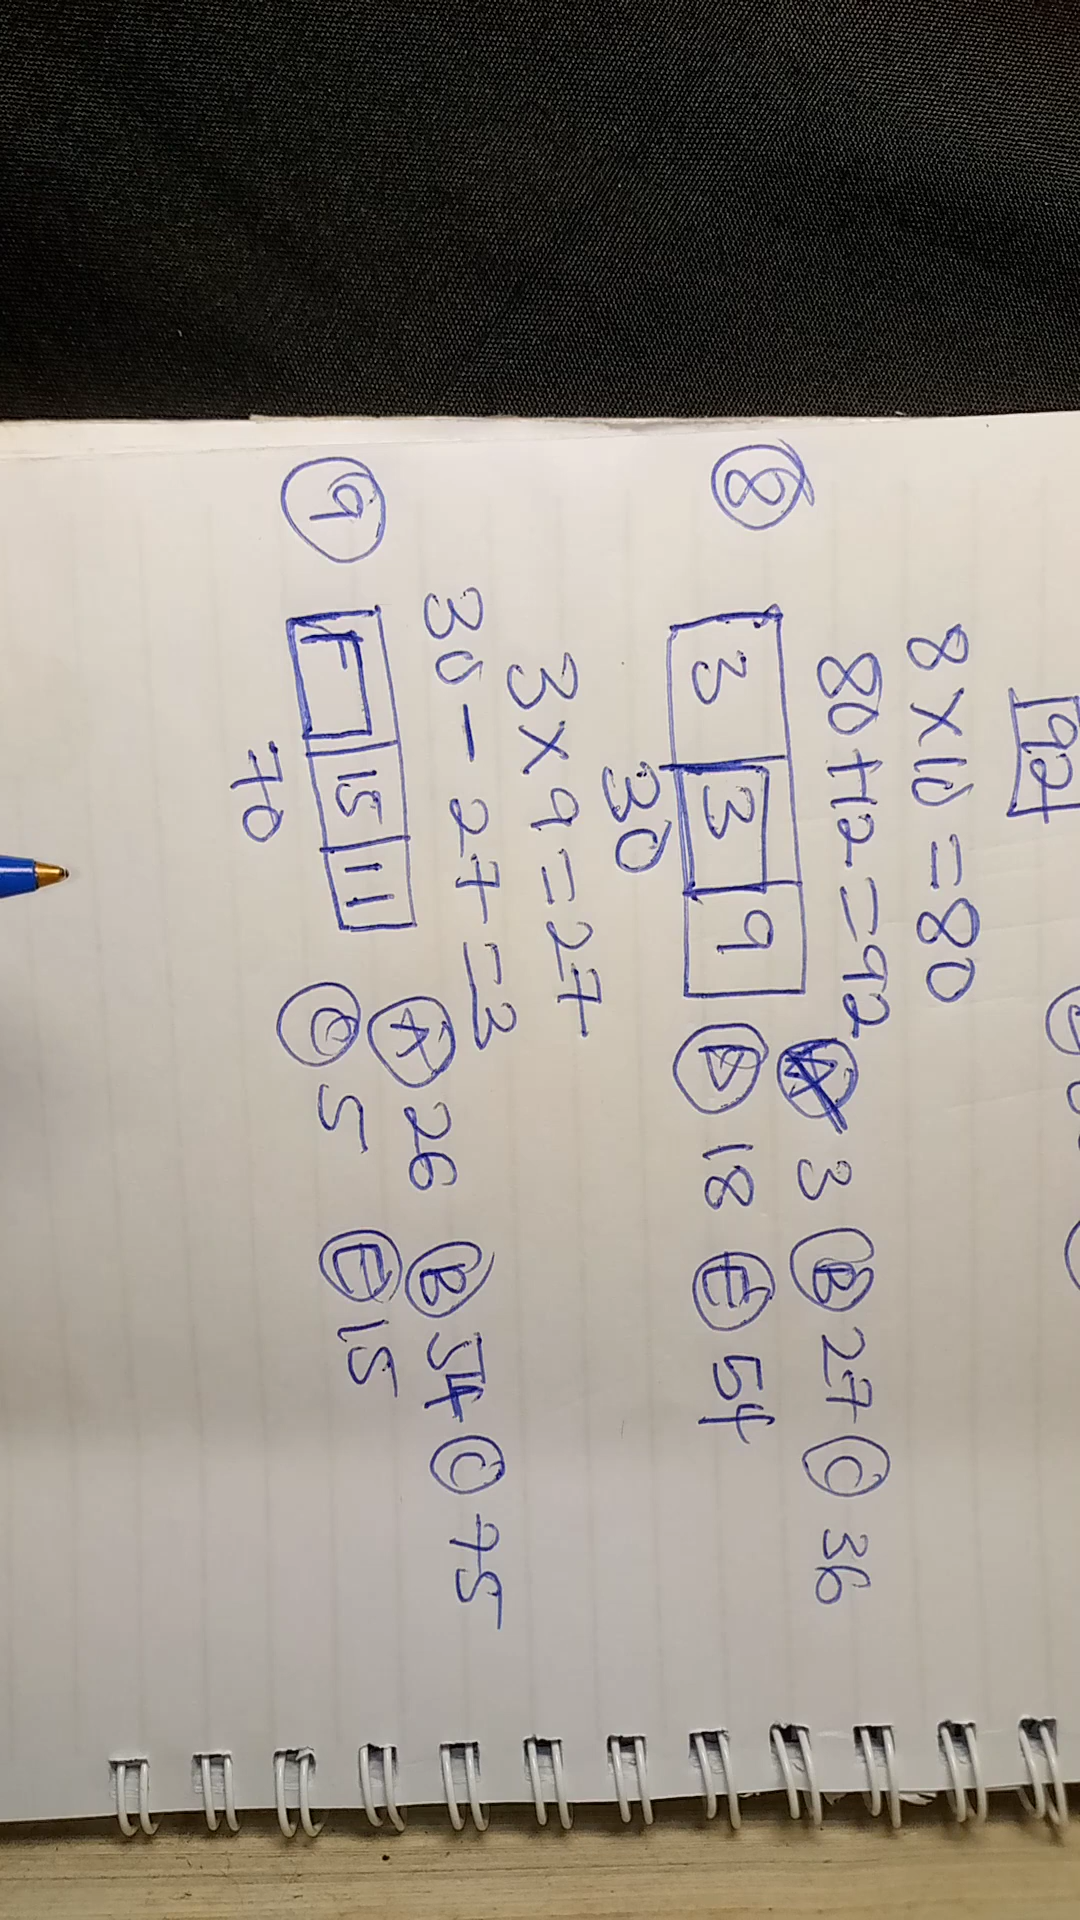 92
8 × 10 = 80
80 + 12 = 92
⑧ 3 3 9
30
Ⓐ 3 Ⓑ 27 Ⓒ 36
Ⓓ 18 Ⓔ 54
3 × 9 = 27
30 - 27 = 3
⑨ 15 11
70
Ⓐ 26 Ⓑ 54 Ⓒ 75
5 Ⓔ 15